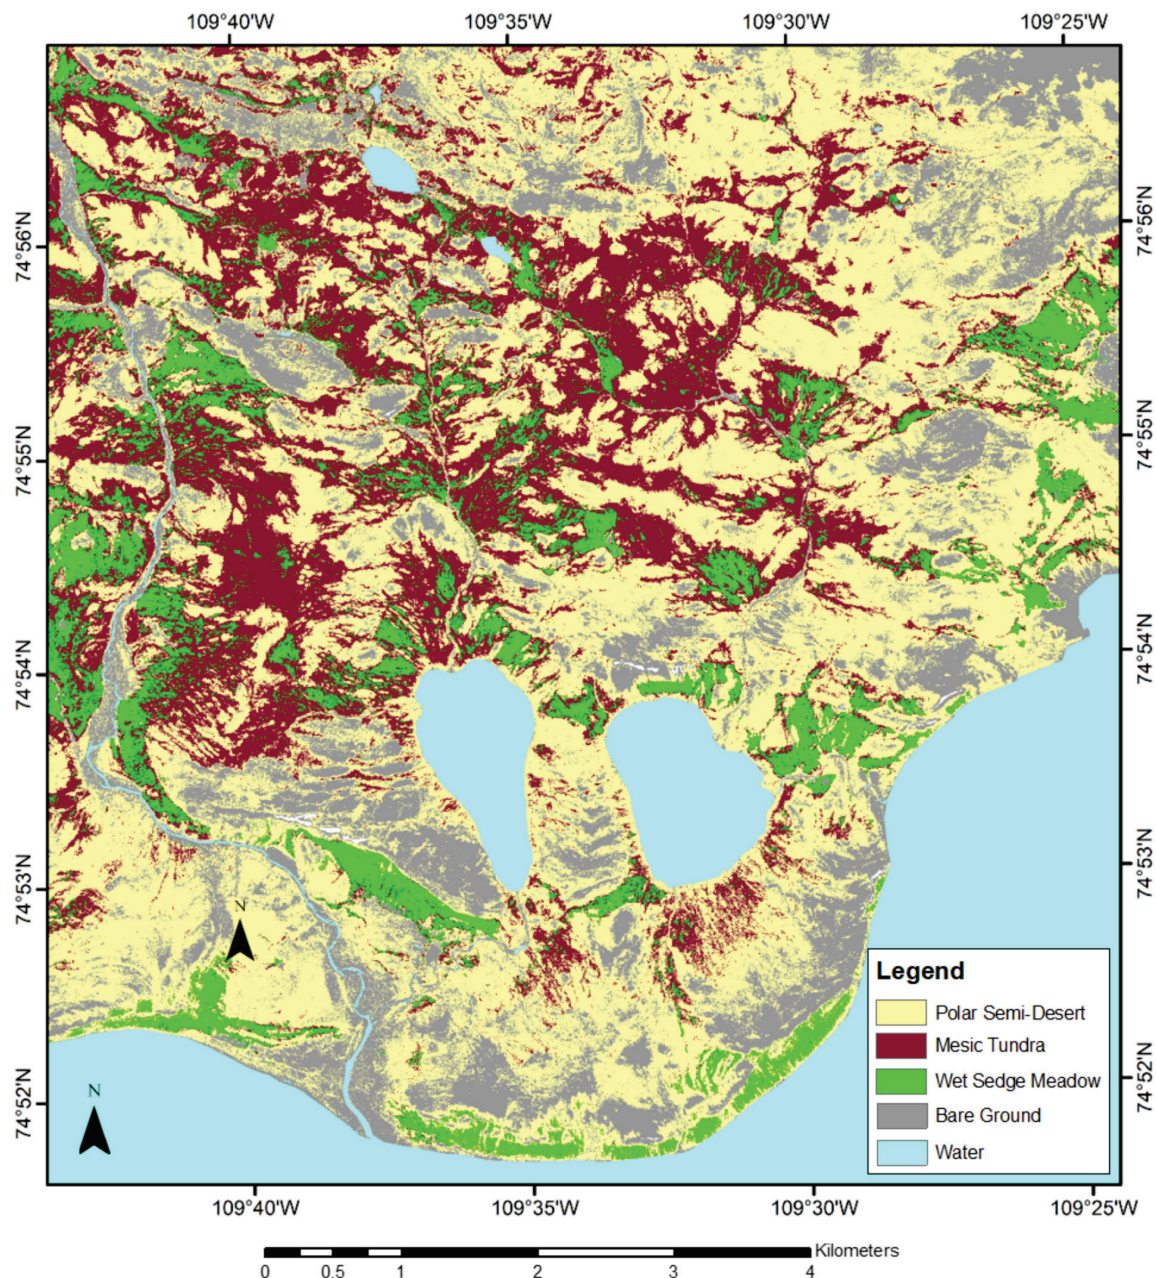 109°40'W 109°35'W 109°30'W 109°25'W
74°56'N
74°56'N
74°55'N
74°55'N
74°54'N
74°54'N
74°53'N
74°53'N
N
Legend
Polar Semi-Desert
Mesic Tundra
Wet Sedge Meadow
Bare Ground
Water
74°52'N
74°52'N
N
109°40'W 109°35'W 109°30'W 109°25'W
Kilometers
0 0.5 1 2 3 4